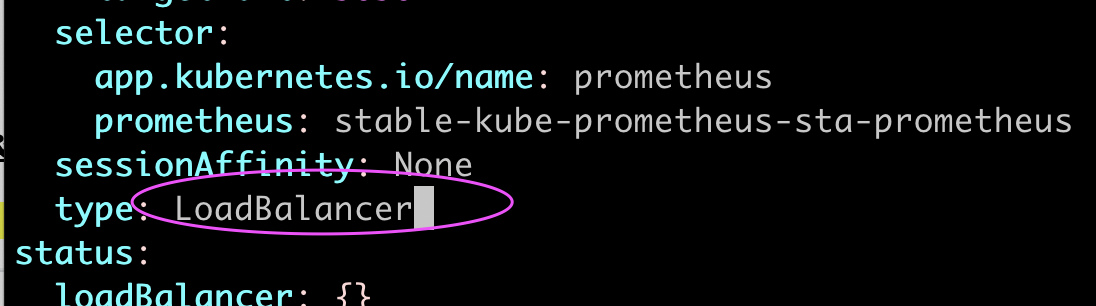 selector:
app.kubernetes.io/name: prometheus
prometheus: stable-kube-prometheus-sta-prometheus
sessionAffinity: None
type: LoadBalancer
status:
loadBalancer: {}